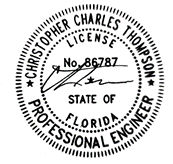 ★ CHRISTOPHER CHARLES THOMPSON ★
LICENSE
No. 86787
STATE OF
FLORIDA
PROFESSIONAL ENGINEER